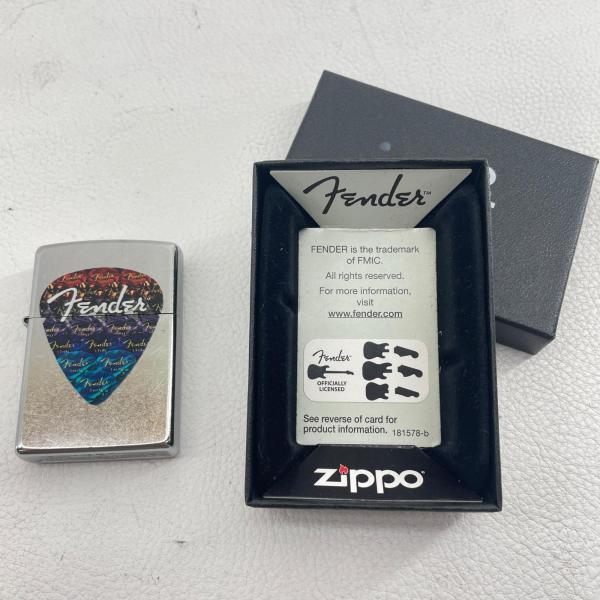 Fender
Fender™
FENDER is the trademark
of FMIC.
All rights reserved.
For more information,
visit
www.fender.com
Fender
OFFICIALLY
LICENSED
See reverse of card for
product information. 181578-b
zippo